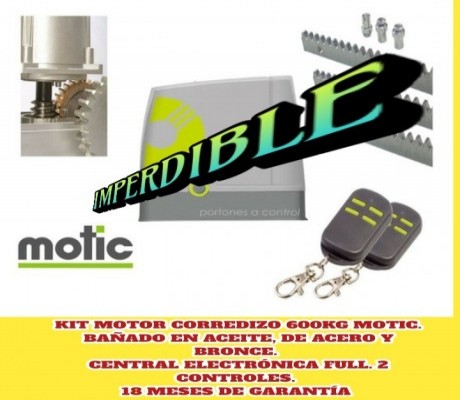 IMPERDIBLE
portones a control
motic
KIT MOTOR CORREDIZO 600KG MOTIC.
BAÑADO EN ACEITE, DE ACERO Y
BRONCE.
CENTRAL ELECTRÓNICA FULL. 2
CONTROLES.
18 MESES DE GARANTÍA